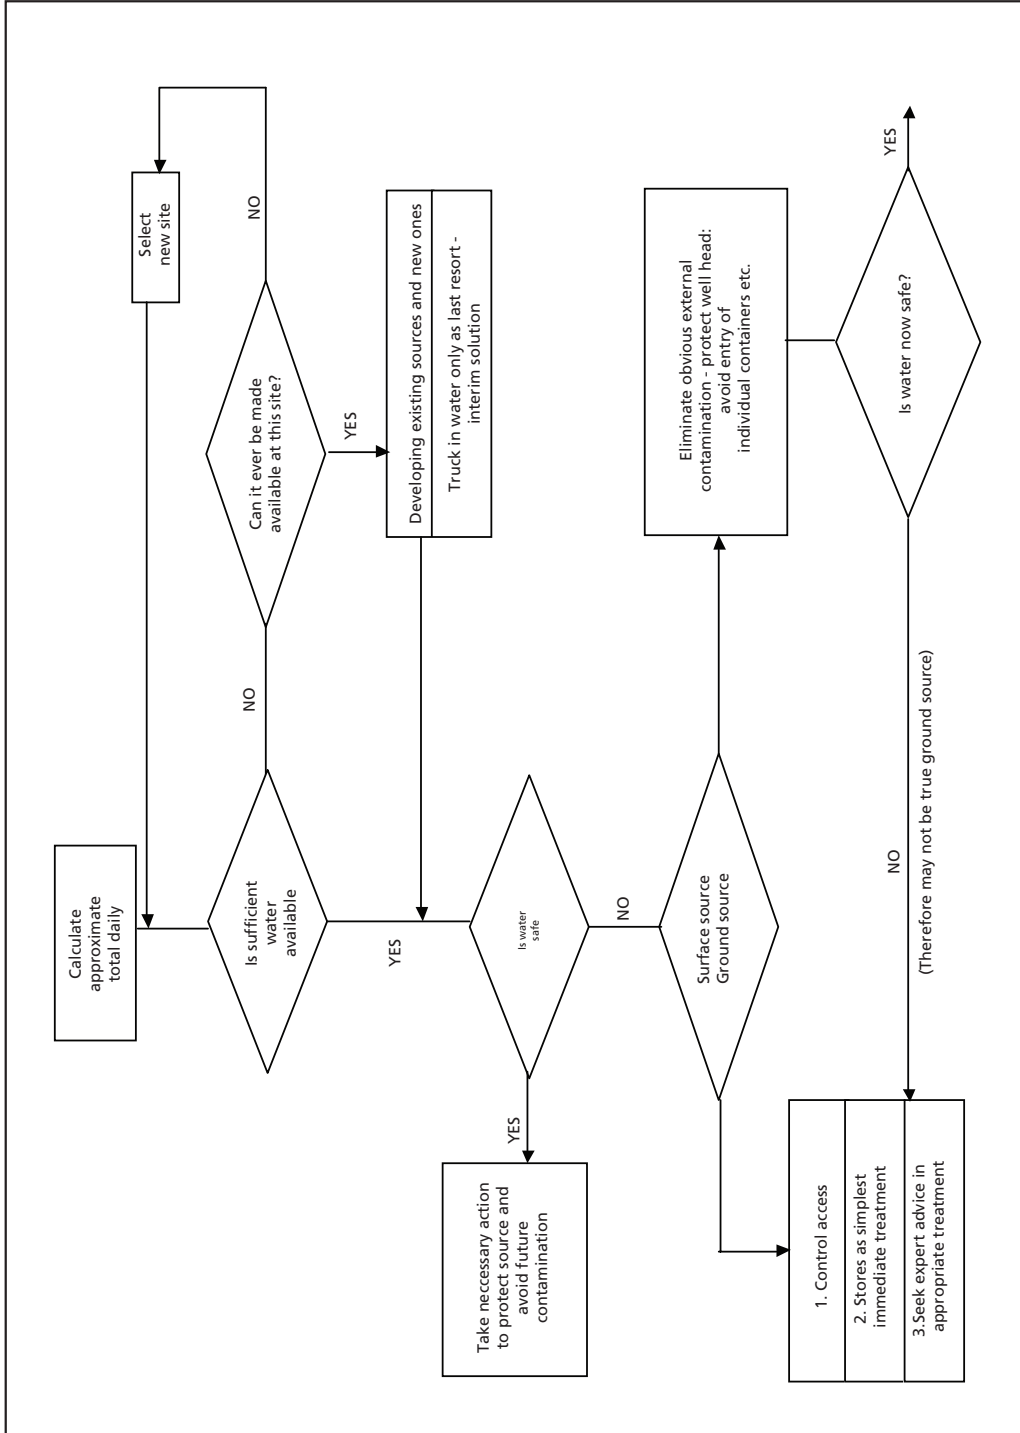 Calculate
approximate
total daily
Select
new site
Is sufficient
water
available
NO
Can it ever be made
available at this site?
NO
YES
YES
Developing existing sources and new ones
Truck in water only as last resort -
interim solution
Is water
safe
YES
Take neccessary action
to protect source and
avoid future
contamination
NO
Surface source
Ground source
Eliminate obvious external
contamination - protect well head:
avoid entry of
individual containers etc.
1. Control access
2. Stores as simplest
immediate treatment
3.Seek expert advice in
appropriate treatment
NO
(Therefore may not be true ground source)
Is water now safe?
YES